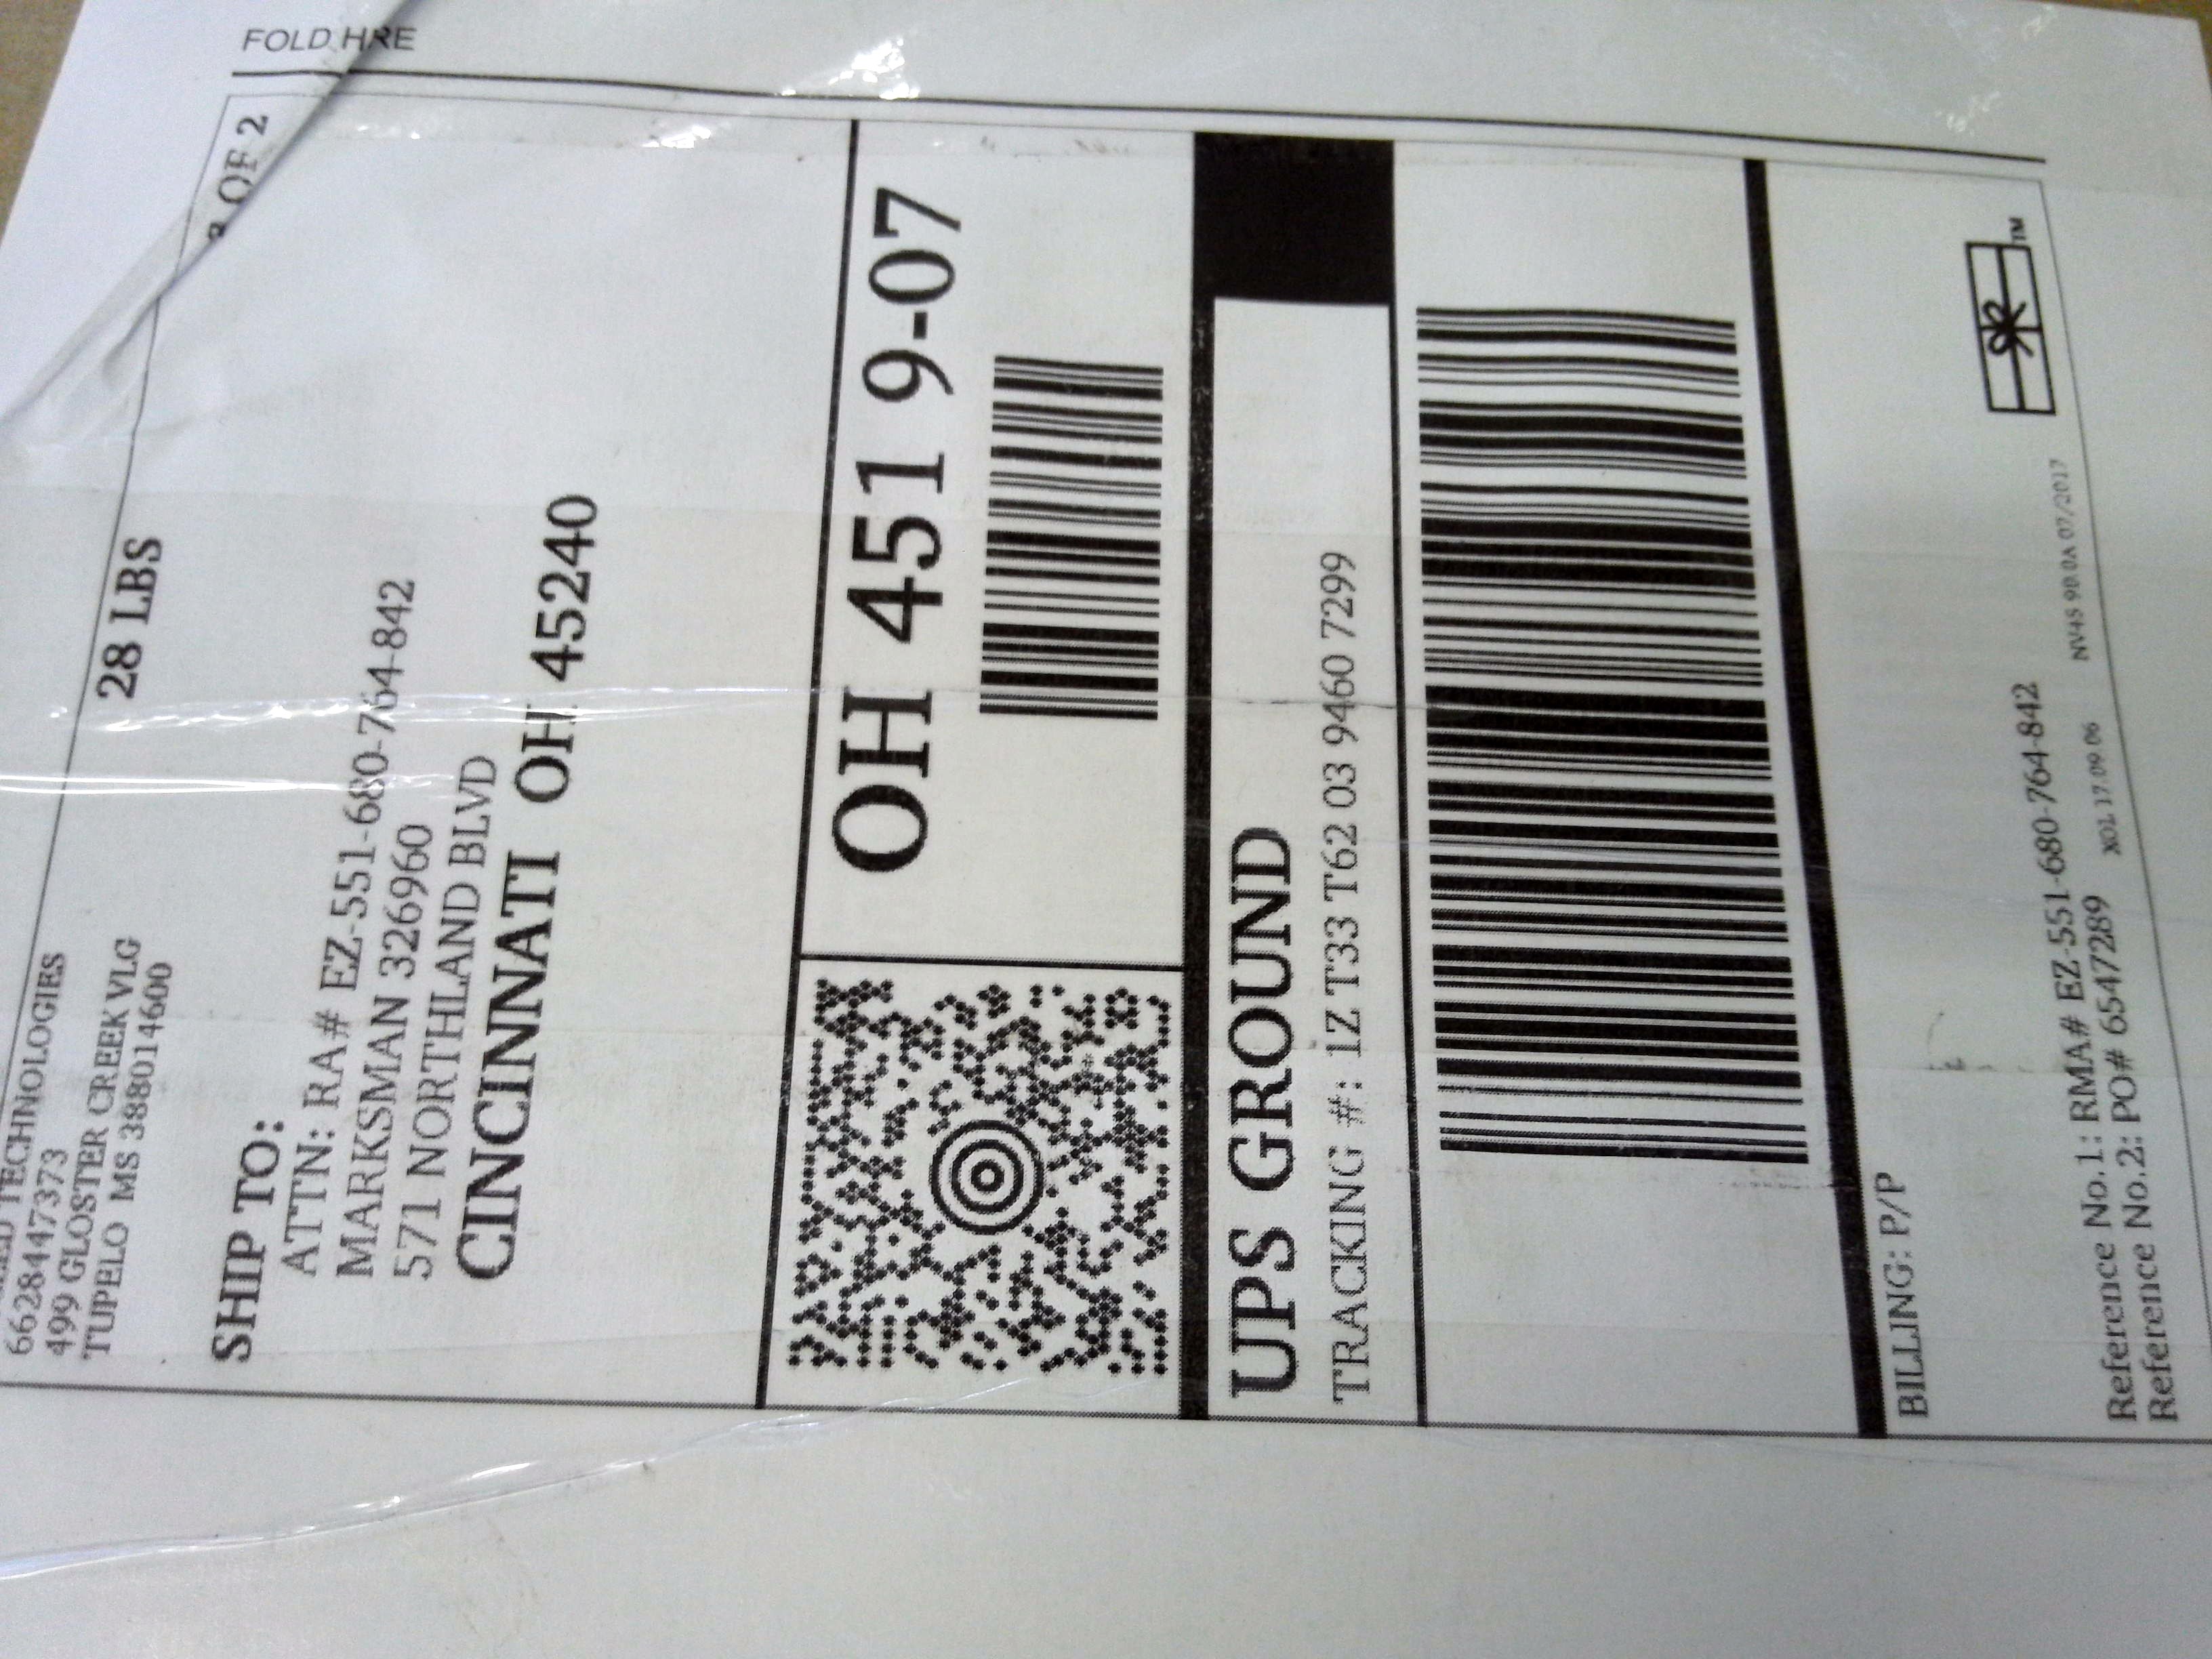 FOLD HRE
OF 2
28 LBS
TECHNOLOGIES
6628447373
499 GLOSTER CREEK VLG
TUPELO MS 388014600
SHIP TO:
ATTN: RA# EZ-551-680-764-842
MARKSMAN 326960
571 NORTHLAND BLVD
CINCINNATI OH 45240
OH 451 9-07
UPS GROUND
TRACKING #: 1Z T33 T62 03 9460 7299
BILLING: P/P
Reference No.1: RMA# EZ-551-680-764-842
Reference No.2: PO# 6547289
XOL 17.09.06 NV45 90.0A 07/2017
TM